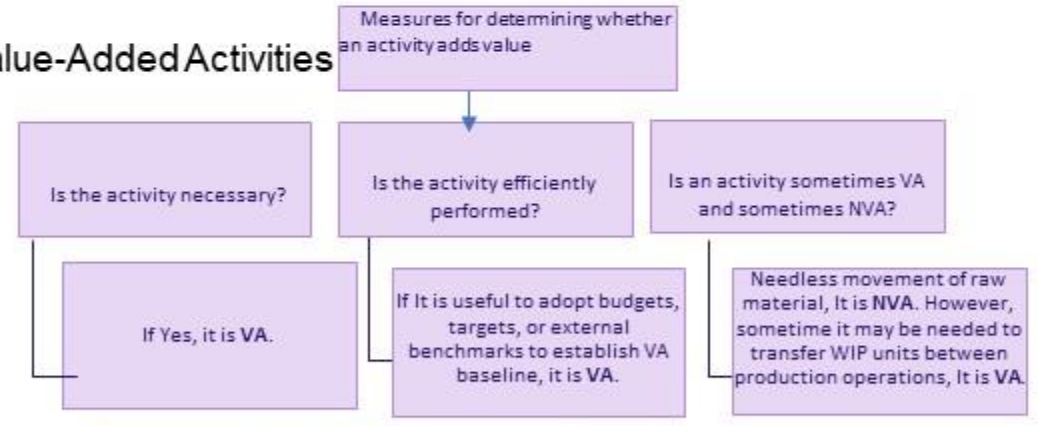 Measures for determining whether
an activity adds value
alue-Added Activities
Is the activity necessary?
Is the activity efficiently
performed?
Is an activity sometimes VA
and sometimes NVA?
If Yes, it is VA.
If It is useful to adopt budgets,
targets, or external
benchmarks to establish VA
baseline, it is VA.
Needless movement of raw
material, It is NVA. However,
sometime it may be needed to
transfer WIP units between
production operations, It is VA.